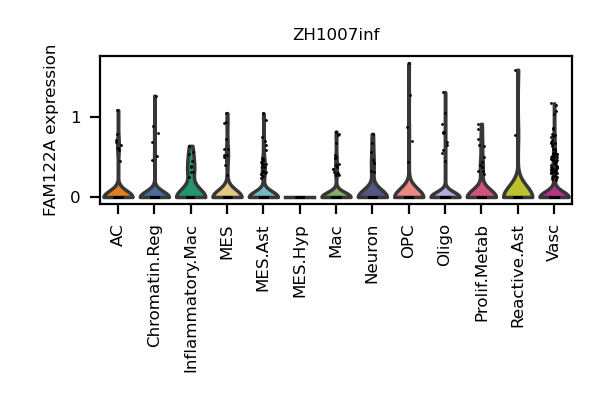 ZH1007inf
FAM122A expression
1
0
AC
Chromatin.Reg
Inflammatory.Mac
MES
MES.Ast
MES.Hyp
Mac
Neuron
OPC
Oligo
Prolif.Metab
Reactive.Ast
Vasc